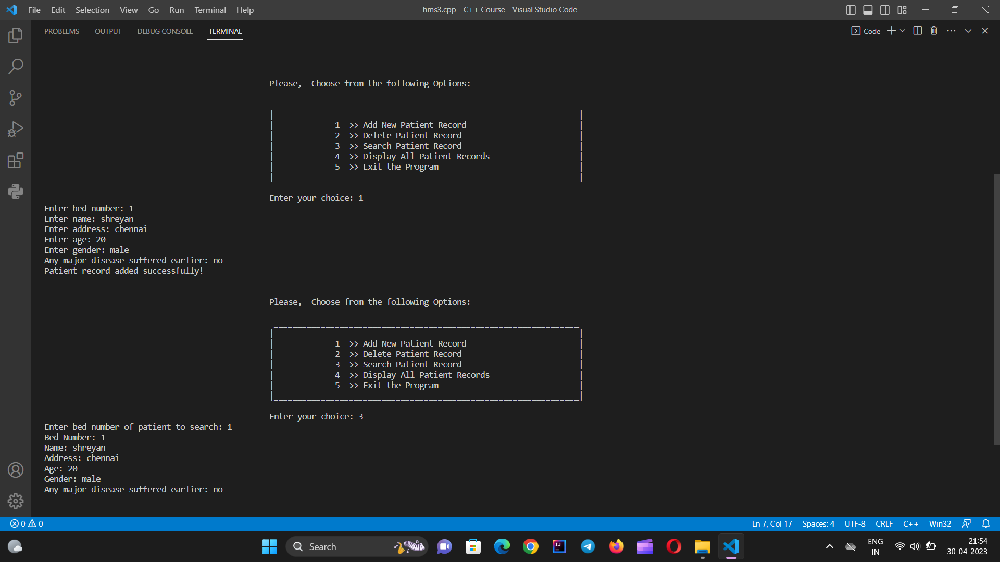 File Edit Selection View Go Run Terminal Help
hms3.cpp - C++ Course - Visual Studio Code
PROBLEMS OUTPUT DEBUG CONSOLE TERMINAL
Code
Please,  Choose from the following Options:
1  >> Add New Patient Record
2  >> Delete Patient Record
3  >> Search Patient Record
4  >> Display All Patient Records
5  >> Exit the Program
Enter your choice: 1
Enter bed number: 1
Enter name: shreyan
Enter address: chennai
Enter age: 20
Enter gender: male
Any major disease suffered earlier: no
Patient record added successfully!
Please,  Choose from the following Options:
1  >> Add New Patient Record
2  >> Delete Patient Record
3  >> Search Patient Record
4  >> Display All Patient Records
5  >> Exit the Program
Enter your choice: 3
Enter bed number of patient to search: 1
Bed Number: 1
Name: shreyan
Address: chennai
Age: 20
Gender: male
Any major disease suffered earlier: no
0 0
Ln 7, Col 17 Spaces: 4 UTF-8 CRLF C++ Win32
Search
IJ
ENG
IN
21:54
30-04-2023